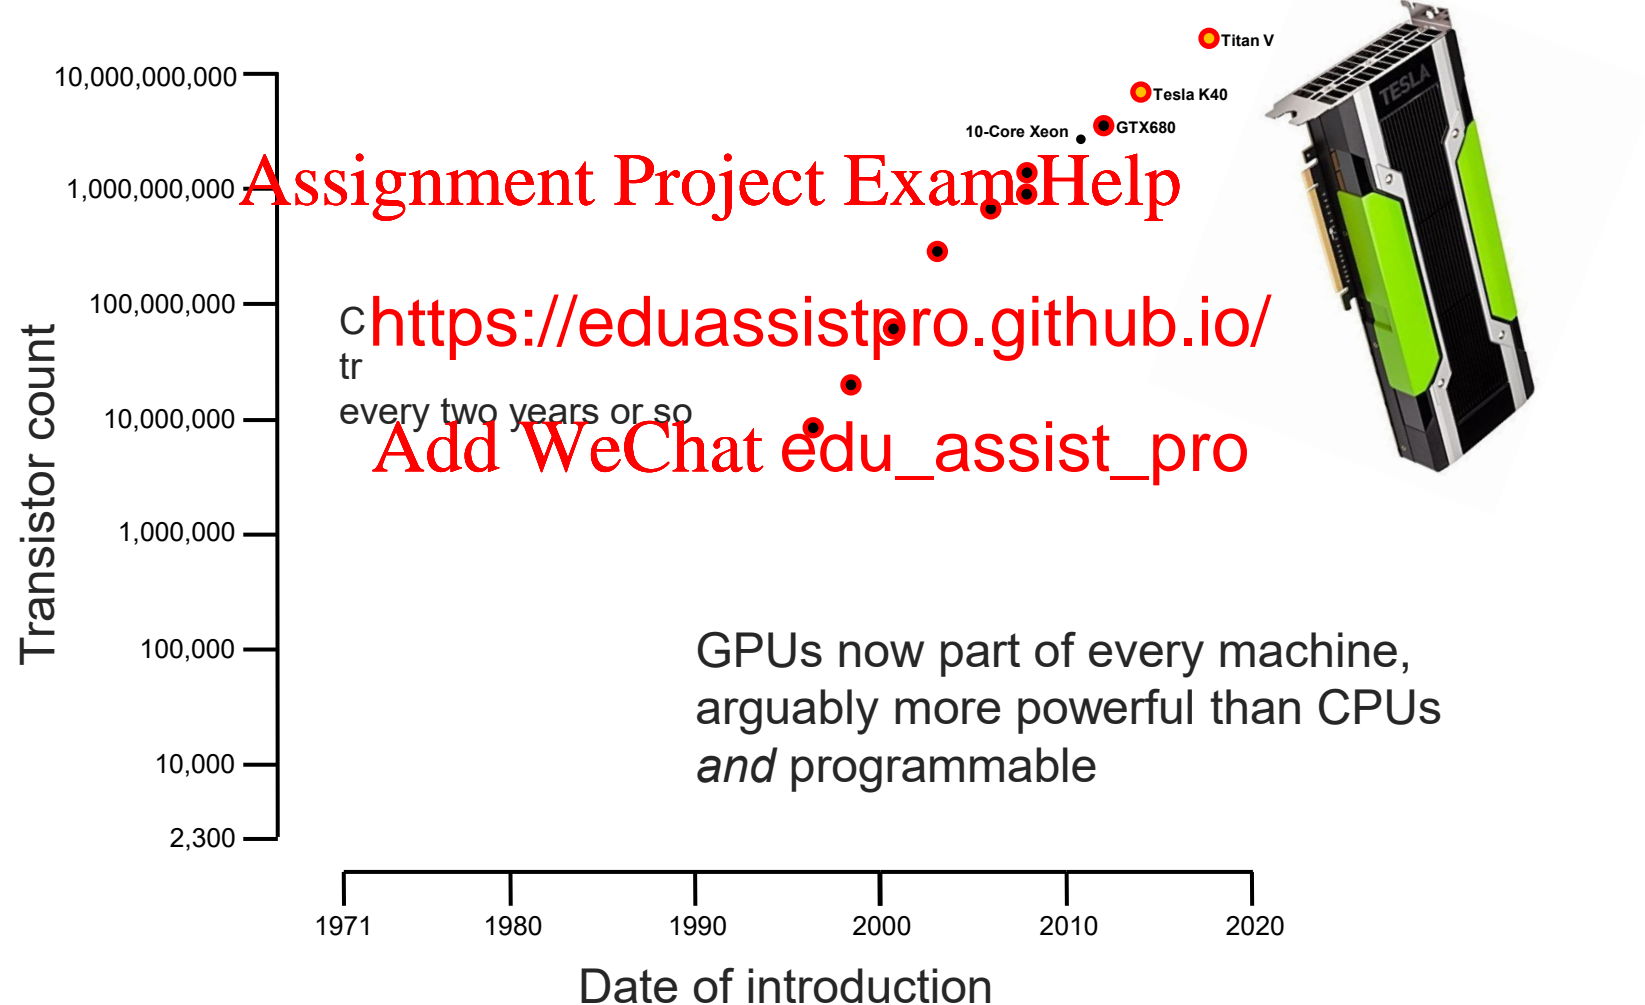 Titan V
10,000,000,000
Tesla K40
TESLA
10-Core Xeon
GTX680
Assignment Project Exam Help
1,000,000,000
100,000,000
C
https://eduassistpro.github.io/
tr
every two years or so
10,000,000
Add WeChat edu_assist_pro
1,000,000
Transistor count
100,000
GPUs now part of every machine,
arguably more powerful than CPUs
and programmable
10,000
2,300
1971 1980 1990 2000 2010 2020
Date of introduction